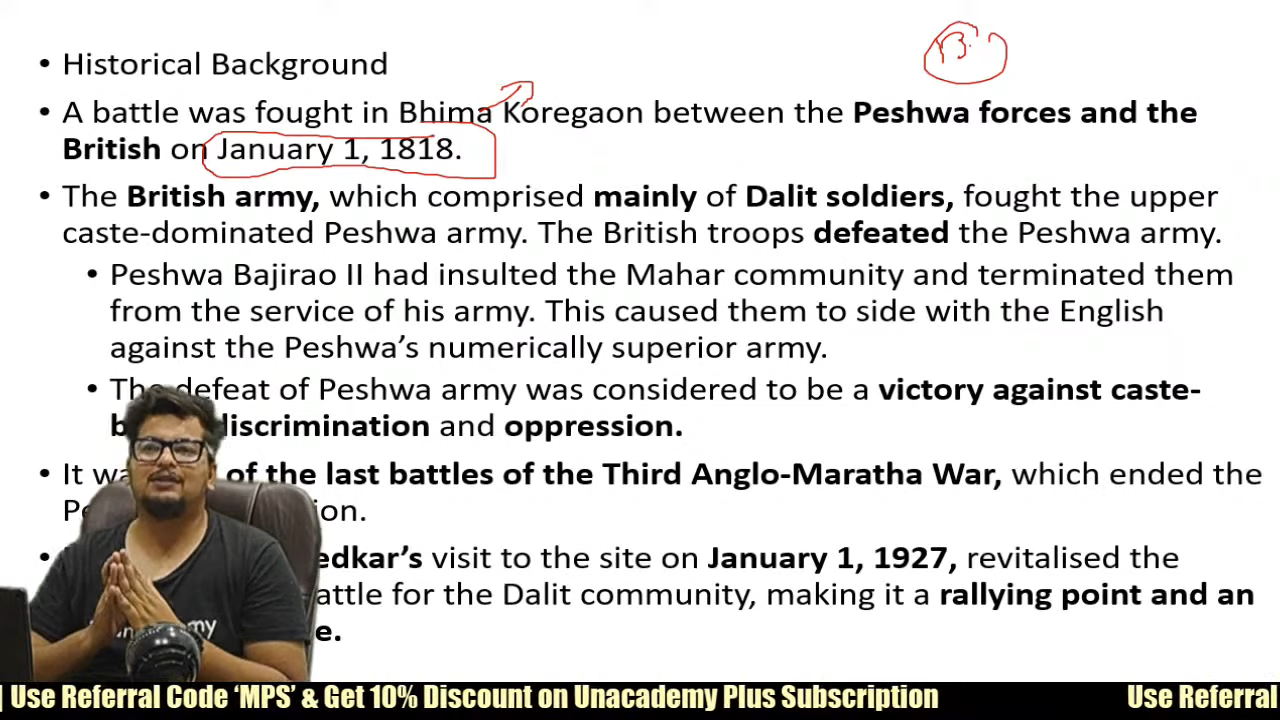 • Historical Background
• A battle was fought in Bhima Koregaon between the Peshwa forces and the
British on January 1, 1818.
• The British army, which comprised mainly of Dalit soldiers, fought the upper
caste-dominated Peshwa army. The British troops defeated the Peshwa army.
• Peshwa Bajirao II had insulted the Mahar community and terminated them
from the service of his army. This caused them to side with the English
against the Peshwa’s numerically superior army.
• The defeat of Peshwa army was considered to be a victory against caste-
discrimination and oppression.
• It of the last battles of the Third Anglo-Maratha War, which ended the
• edkar’s visit to the site on January 1, 1927, revitalised the
attle for the Dalit community, making it a rallying point and an
e.
| Use Referral Code ‘MPS’ & Get 10% Discount on Unacademy Plus Subscription Use Referral